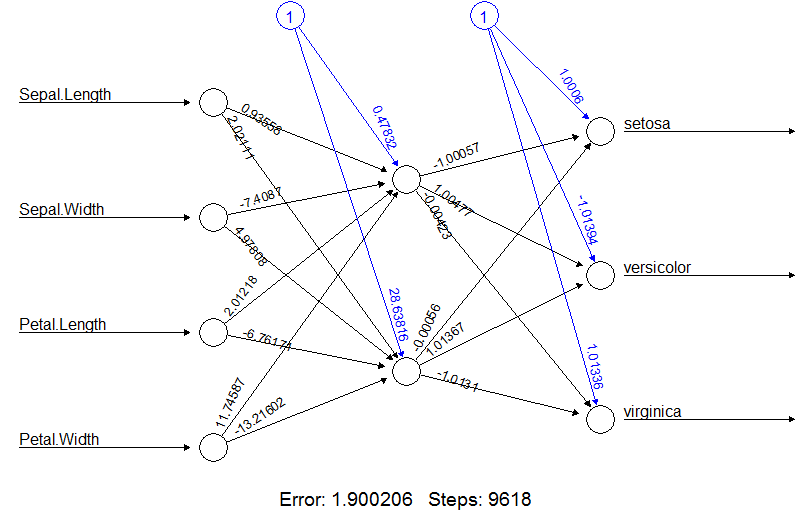 1
1
Sepal.Length
Sepal.Width
Petal.Length
Petal.Width
0.93556
2.02111
-7.4087
4.97808
2.01218
-6.76171
11.74587
-13.21602
0.47832
28.63816
-1.00057
1.00477
-0.00423
-0.00056
1.01367
-1.0131
1.0006
-1.01394
1.01336
setosa
versicolor
virginica
Error: 1.900206 Steps: 9618